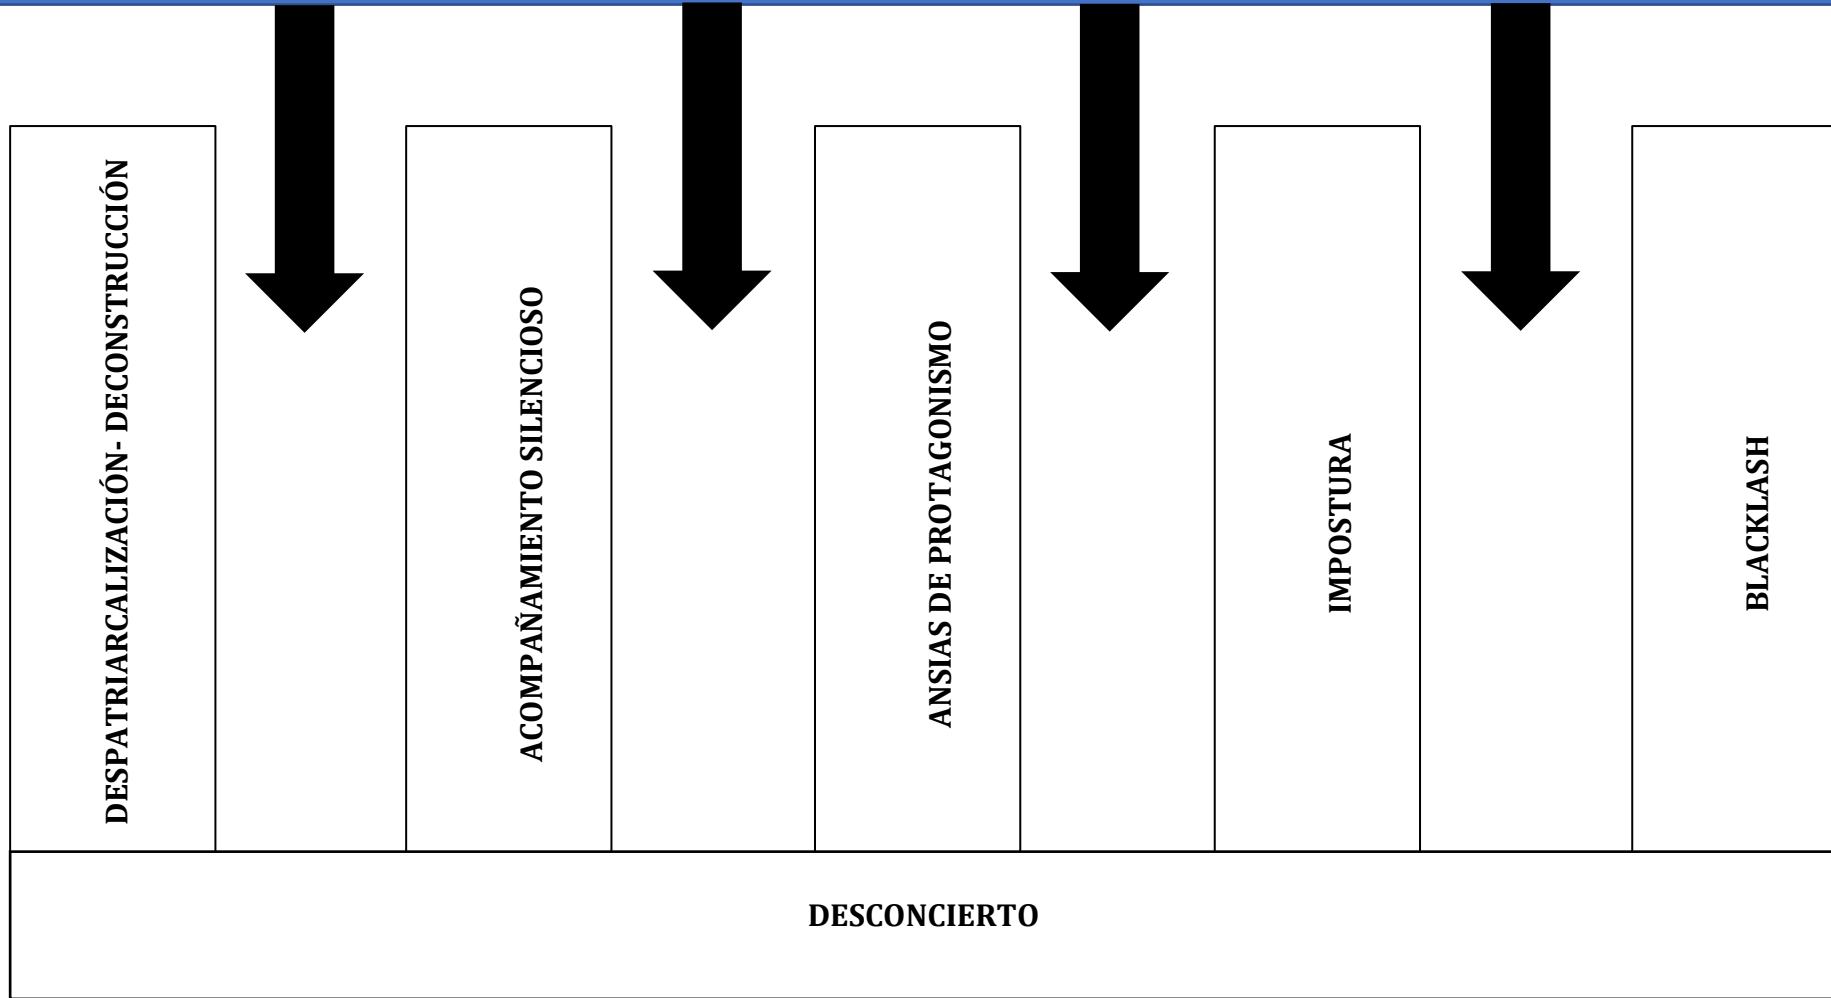 DESPATRIARCALIZACIÓN- DECONSTRUCCIÓN
ACOMPAÑAMIENTO SILENCIOSO
ANSIAS DE PROTAGONISMO
IMPOSTURA
BLACKLASH
DESCONCIERTO